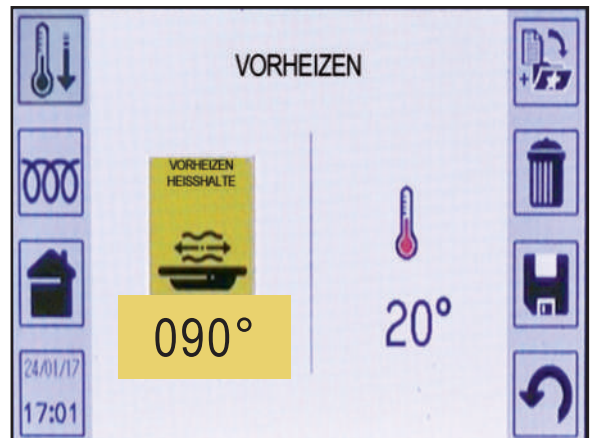 VORHEIZEN
VORHEIZEN
HEISSHALTE
090°
20°
24/01/17
17:01